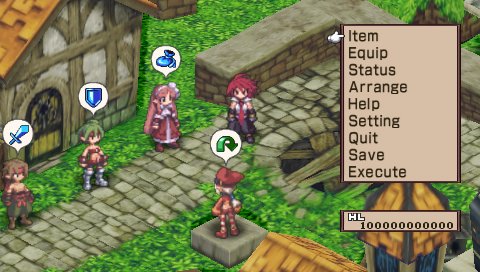 Item
Equip
Status
Arrange
Help
Setting
Quit
Save
Execute
HL
100000000000